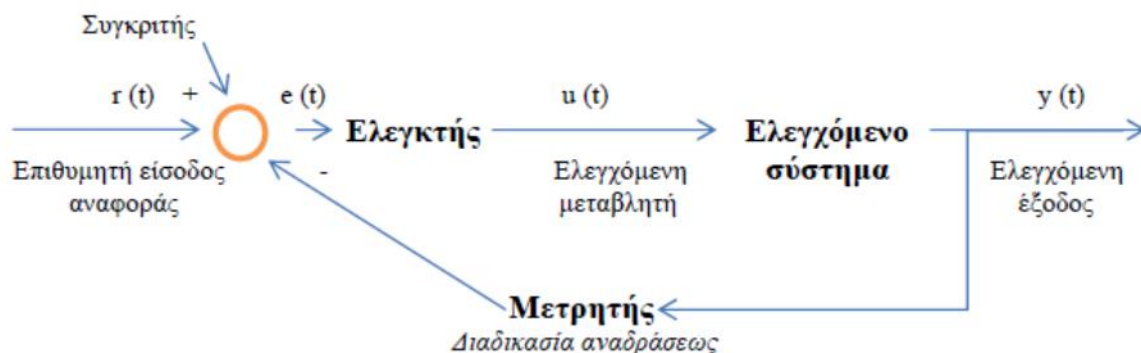 Συγκριτής
r (t) + e (t) u (t) y (t)
Ελεγκτής Ελεγχόμενο
σύστημα
Επιθυμητή είσοδος
αναφοράς
-
Ελεγχόμενη
μεταβλητή
Ελεγχόμενη
έξοδος
Μετρητής
Διαδικασία αναδράσεως